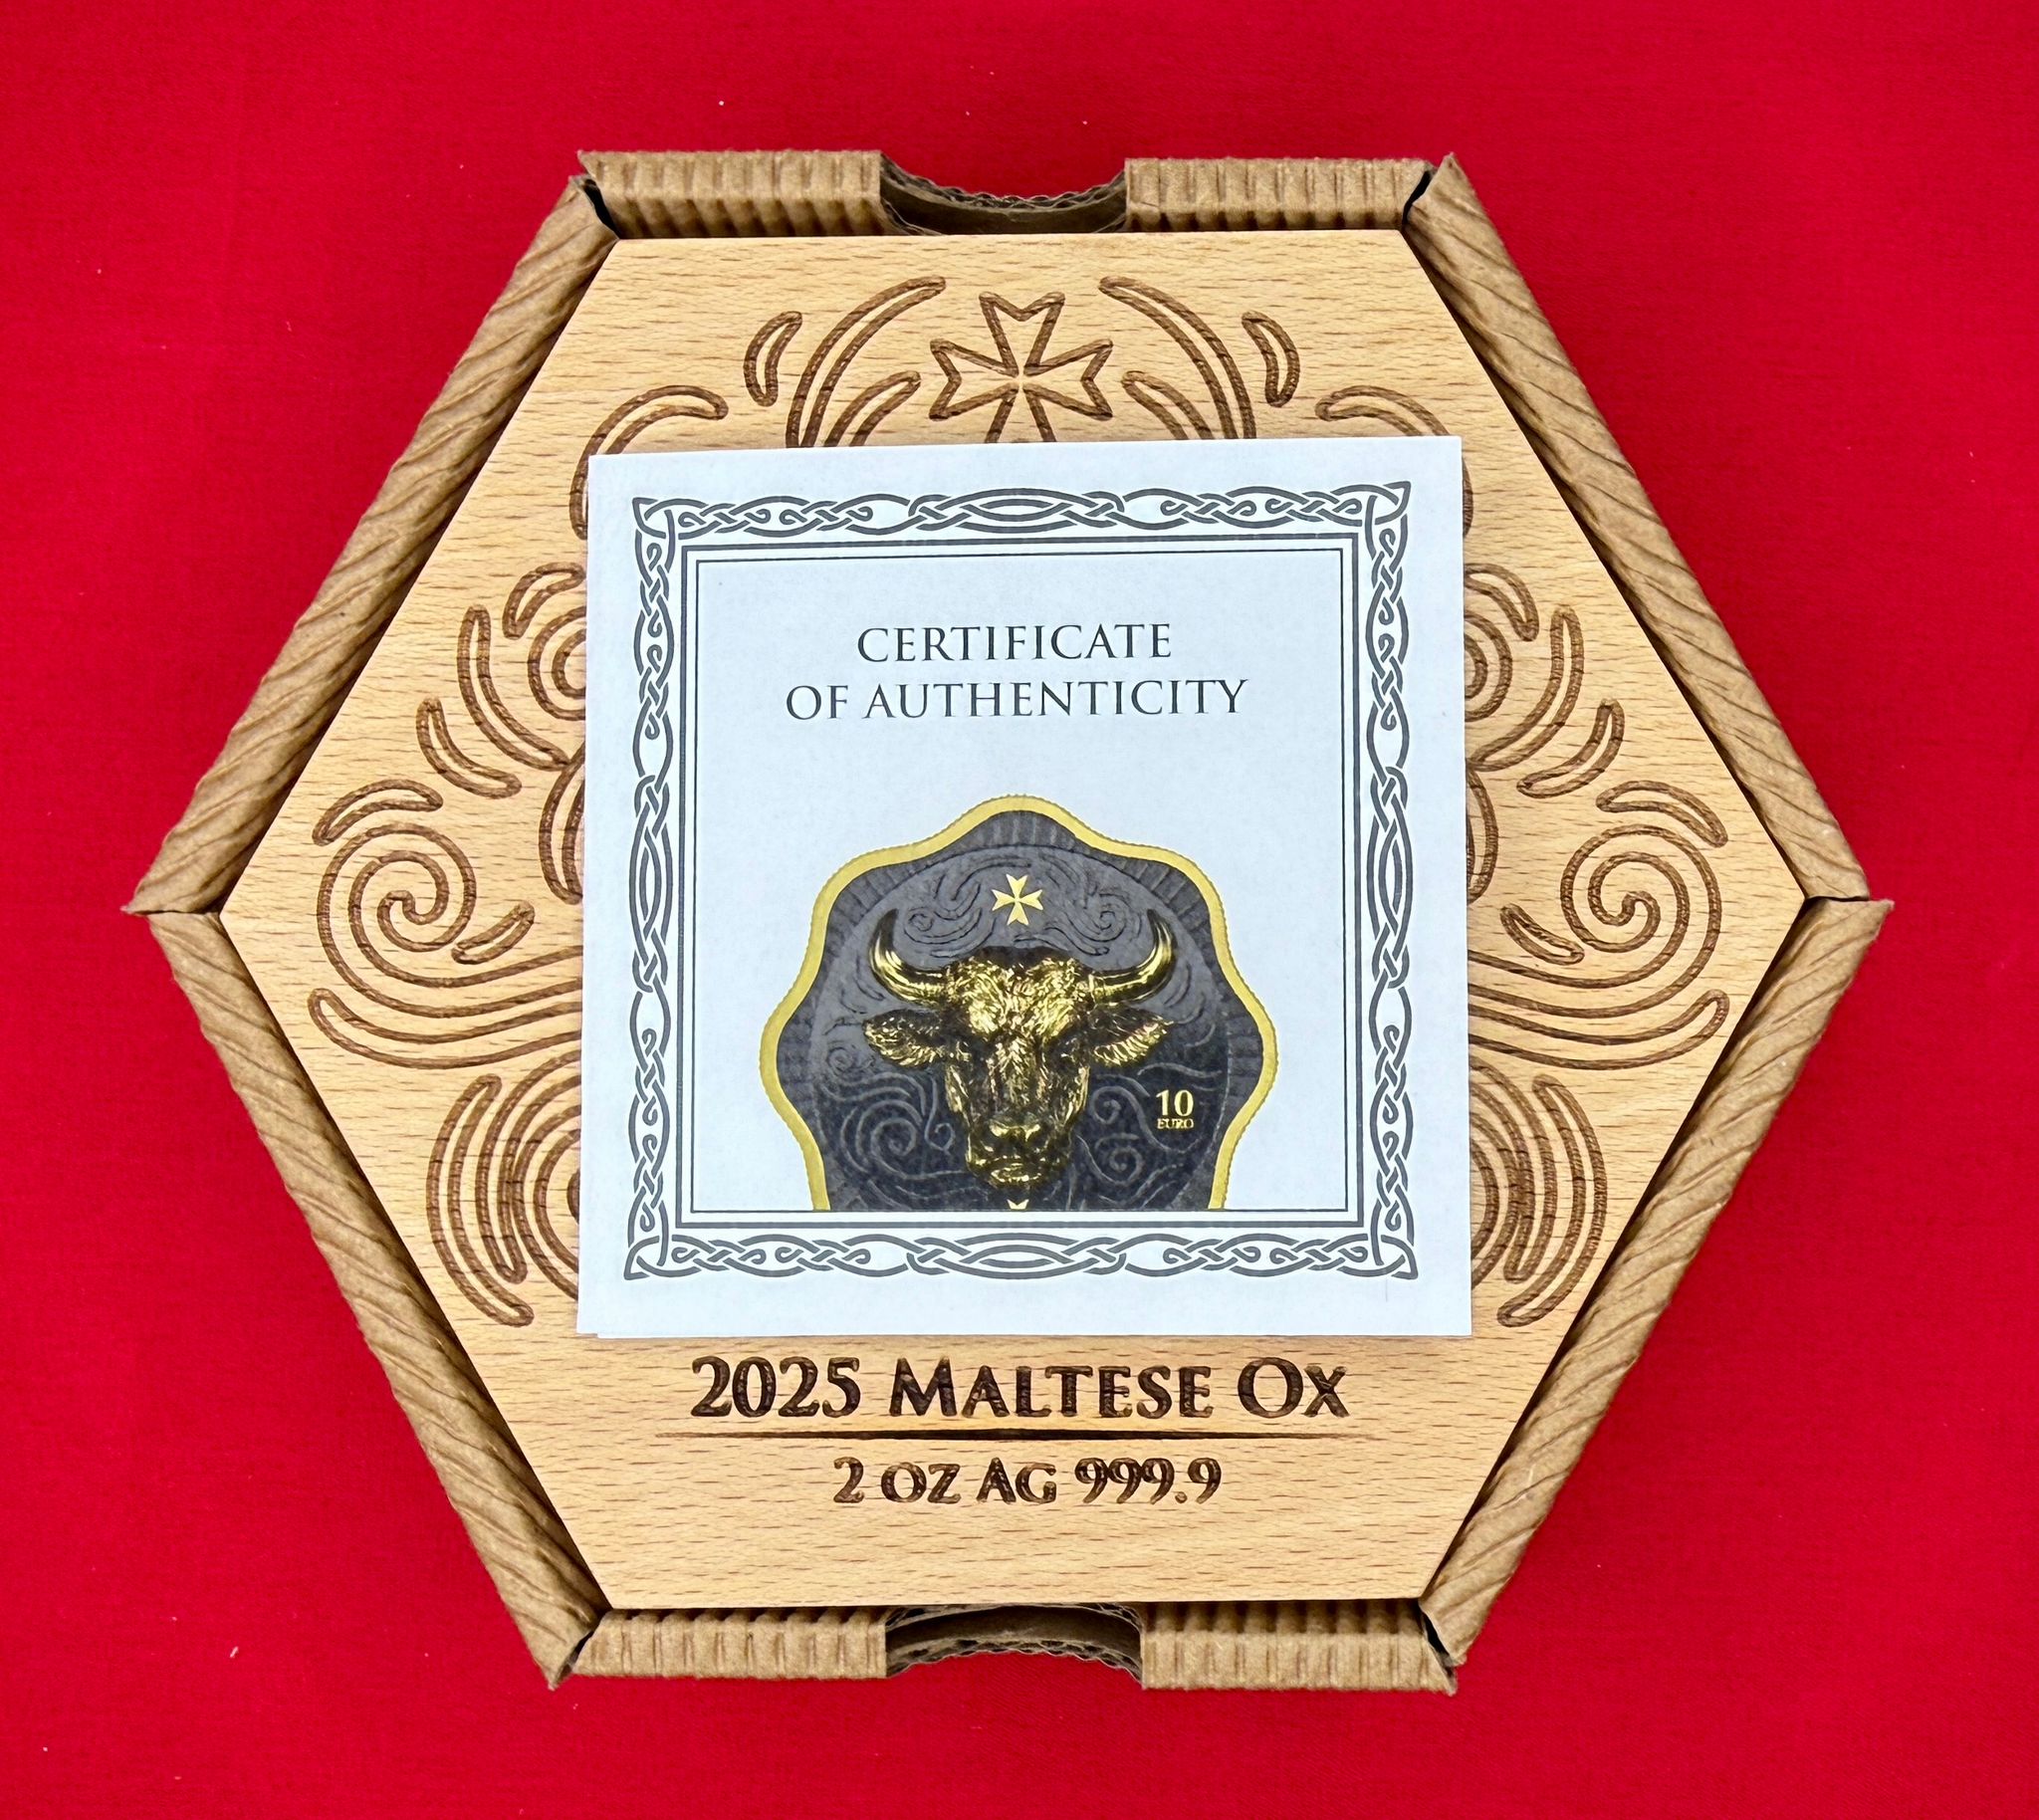 CERTIFICATE
OF AUTHENTICITY
10
EURO
2025 MALTESE OX
2 OZ AG 999.9